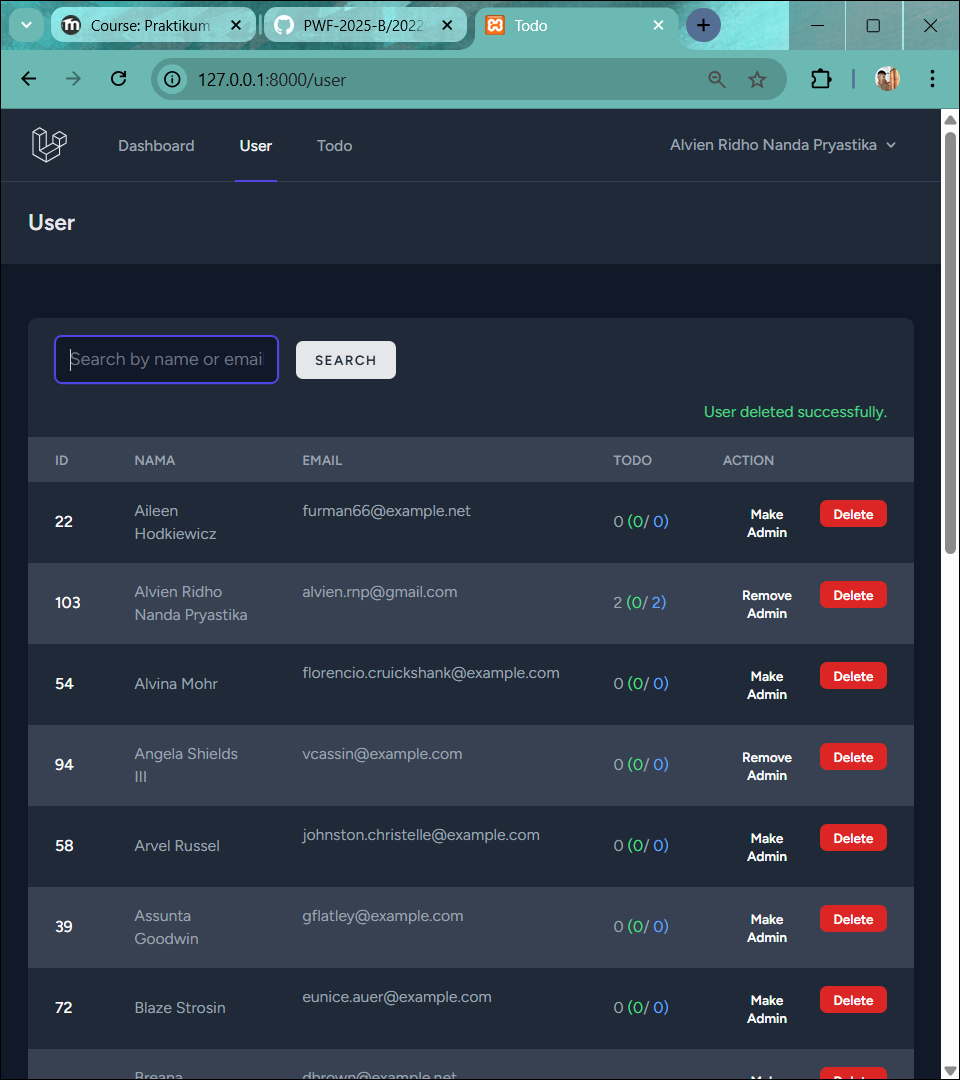 Course: Praktikum
PWF-2025-B/2022
Todo
127.0.0.1:8000/user
Dashboard
User
Todo
Alvien Ridho Nanda Pryastika
User
Search by name or emai
SEARCH
User deleted successfully.
ID NAMA EMAIL TODO ACTION
22 Aileen Hodkiewicz furman66@example.net 0 (0/ 0) Make Admin Delete
103 Alvien Ridho Nanda Pryastika alvien.rnp@gmail.com 2 (0/ 2) Remove Admin Delete
54 Alvina Mohr florencio.cruickshank@example.com 0 (0/ 0) Make Admin Delete
94 Angela Shields III vcassin@example.com 0 (0/ 0) Remove Admin Delete
58 Arvel Russel johnston.christelle@example.com 0 (0/ 0) Make Admin Delete
39 Assunta Goodwin gflatley@example.com 0 (0/ 0) Make Admin Delete
72 Blaze Strosin eunice.auer@example.com 0 (0/ 0) Make Admin Delete
Breana dbrown@example.net Make Delete